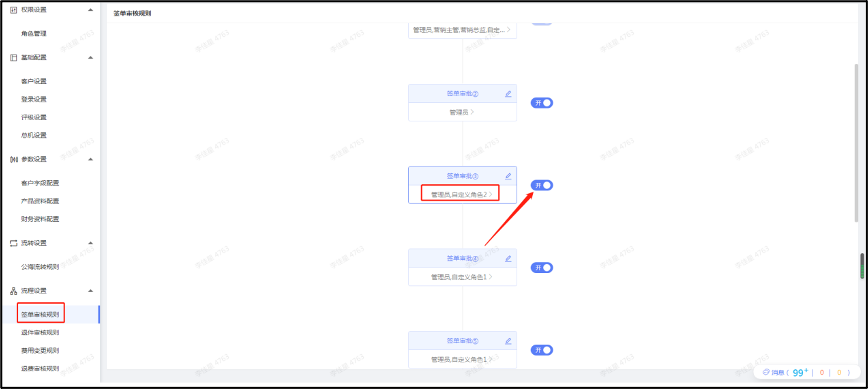 权限设置
角色管理
基础配置
客户设置
登录设置
评级设置
总机设置
参数设置
客户字段配置
产品资料配置
财务资料配置
流转设置
公海流转规则
流程设置
签单审核规则
退件审核规则
费用变更规则
退费审核规则
签单审核规则
管理员,营销主管,营销总监,自定...
签单审批②
开
管理员
签单审批③
开
管理员,自定义角色2
签单审批④
开
管理员,自定义角色1
签单审批⑤
开
管理员,自定义角色1
消息 ( 99+ | 0 | 0 )